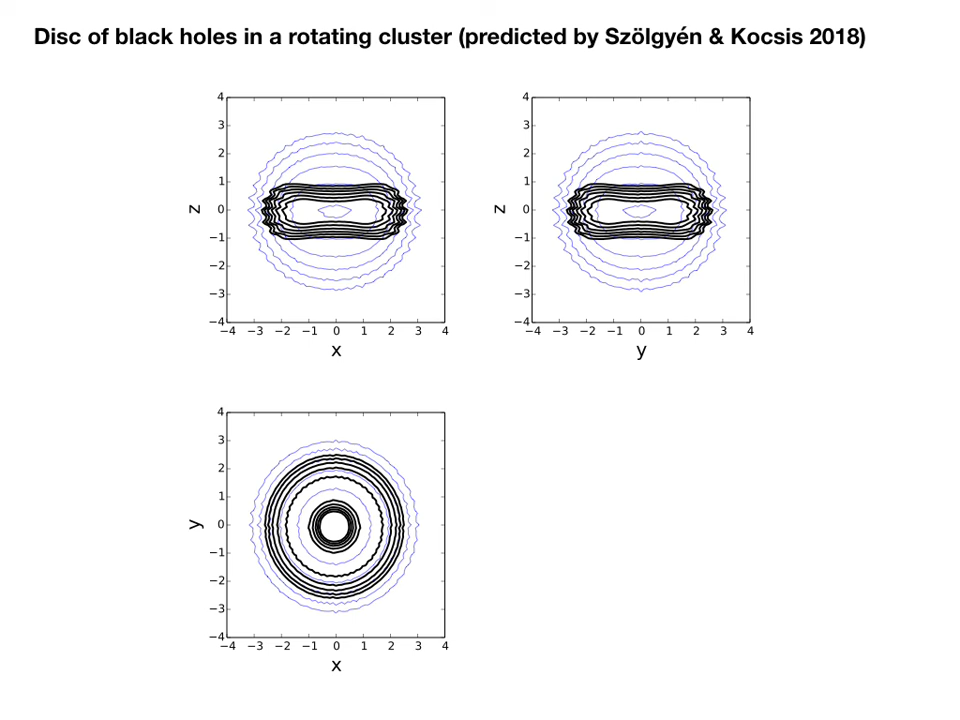 Disc of black holes in a rotating cluster (predicted by Szölgyén & Kocsis 2018)
4
3
2
1
0
−1
−2
−3
−4
z
−4 −3 −2 −1 0 1 2 3 4
x
4
3
2
1
0
−1
−2
−3
−4
z
−4 −3 −2 −1 0 1 2 3 4
y
4
3
2
1
0
−1
−2
−3
−4
y
−4 −3 −2 −1 0 1 2 3 4
x